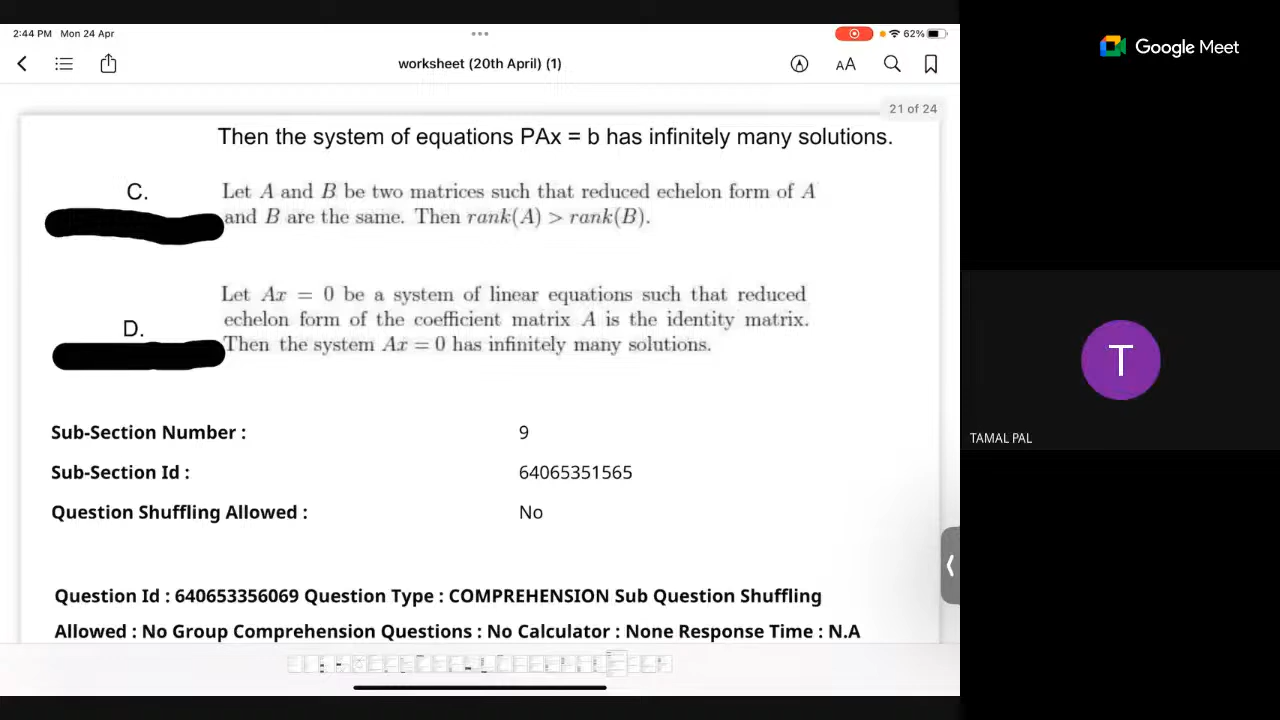 2:44 PM Mon 24 Apr
62%
Google Meet
worksheet (20th April) (1)
AA
21 of 24
Then the system of equations PAx = b has infinitely many solutions.
C.
Let A and B be two matrices such that reduced echelon form of A
and B are the same. Then rank(A) > rank(B).
Let Ax = 0 be a system of linear equations such that reduced
echelon form of the coefficient matrix A is the identity matrix.
D.
Then the system Ax = 0 has infinitely many solutions.
T
TAMAL PAL
Sub-Section Number : 9
Sub-Section Id : 64065351565
Question Shuffling Allowed : No
Question Id : 640653356069 Question Type : COMPREHENSION Sub Question Shuffling
Allowed : No Group Comprehension Questions : No Calculator : None Response Time : N.A